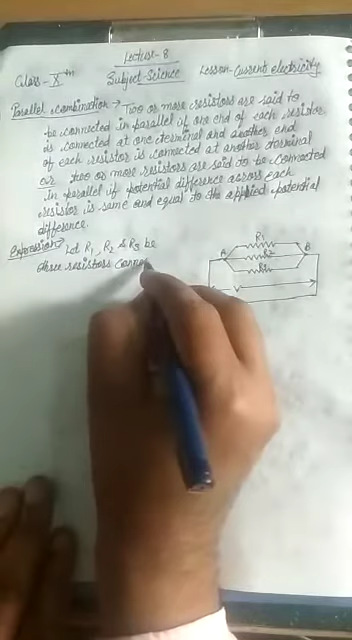 Lecture-8
Class-Xth Subject-Science Lesson-Current electricity
Parallel combination → Two or more resistors are said to
be connected in parallel if one end of each resistor
is connected at one terminal and another end
of each resistor is connected at another terminal
or two or more resistors are said to be connected
in parallel if potential difference across each
resistor is same and equal to the applied potential
difference.
Expression → Let R1, R2 & R3 be
three resistors conne
R1
A R2 B
R3
V